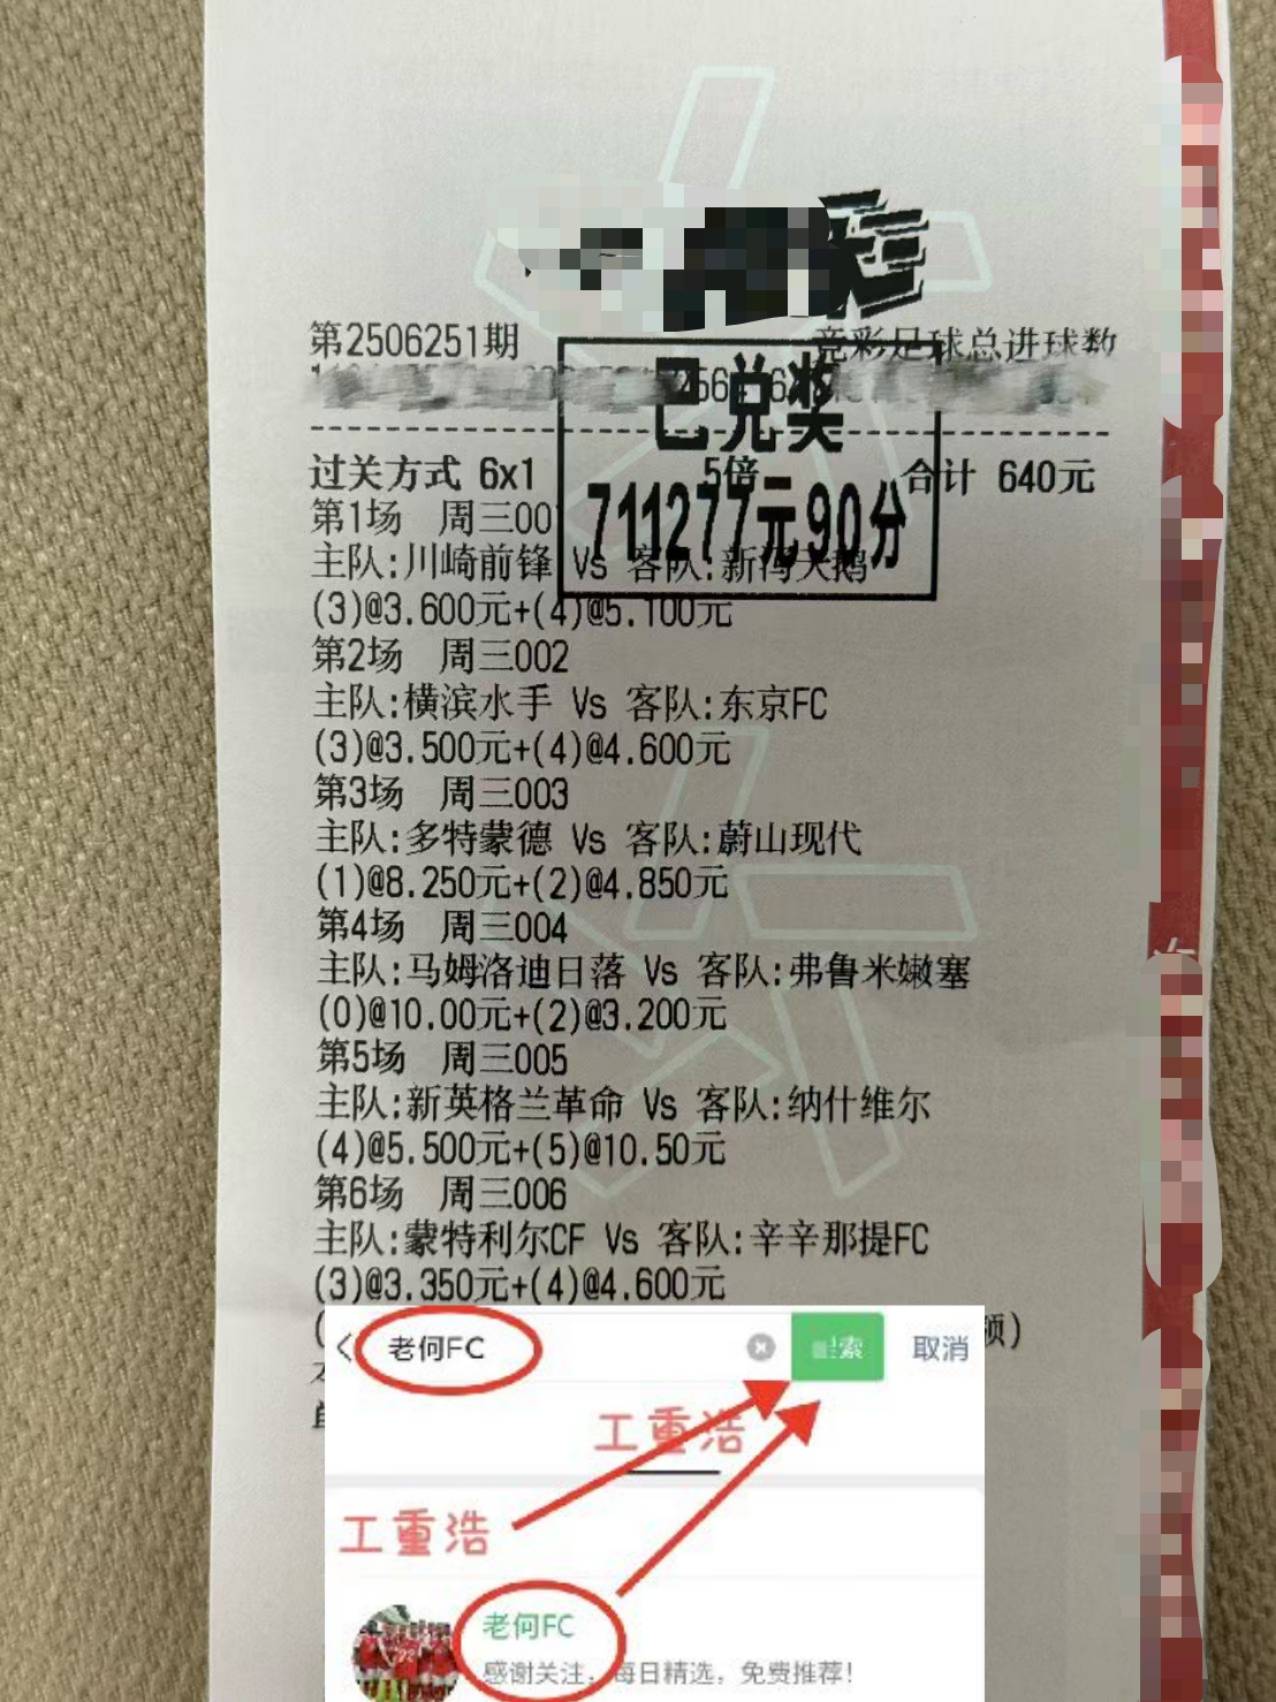 第2506251期
竞彩足球总进球数
已兑奖
711277元90分
过关方式 6x1 5倍 合计 640元
第1场 周三00
主队:川崎前锋 Vs 客队:新潟天鹅
(3)@3.600元+(4)@5.100元
第2场 周三002
主队:横滨水手 Vs 客队:东京FC
(3)@3.500元+(4)@4.600元
第3场 周三003
主队:多特蒙德 Vs 客队:蔚山现代
(1)@8.250元+(2)@4.850元
第4场 周三004
主队:马姆洛迪日落 Vs 客队:弗鲁米嫩塞
(0)@10.00元+(2)@3.200元
第5场 周三005
主队:新英格兰革命 Vs 客队:纳什维尔
(4)@5.500元+(5)@10.50元
第6场 周三006
主队:蒙特利尔CF Vs 客队:辛辛那提FC
(3)@3.350元+(4)@4.600元
老何FC 索 取消
工重浩
工重浩
老何FC
感谢关注，每日精选，免费推荐！